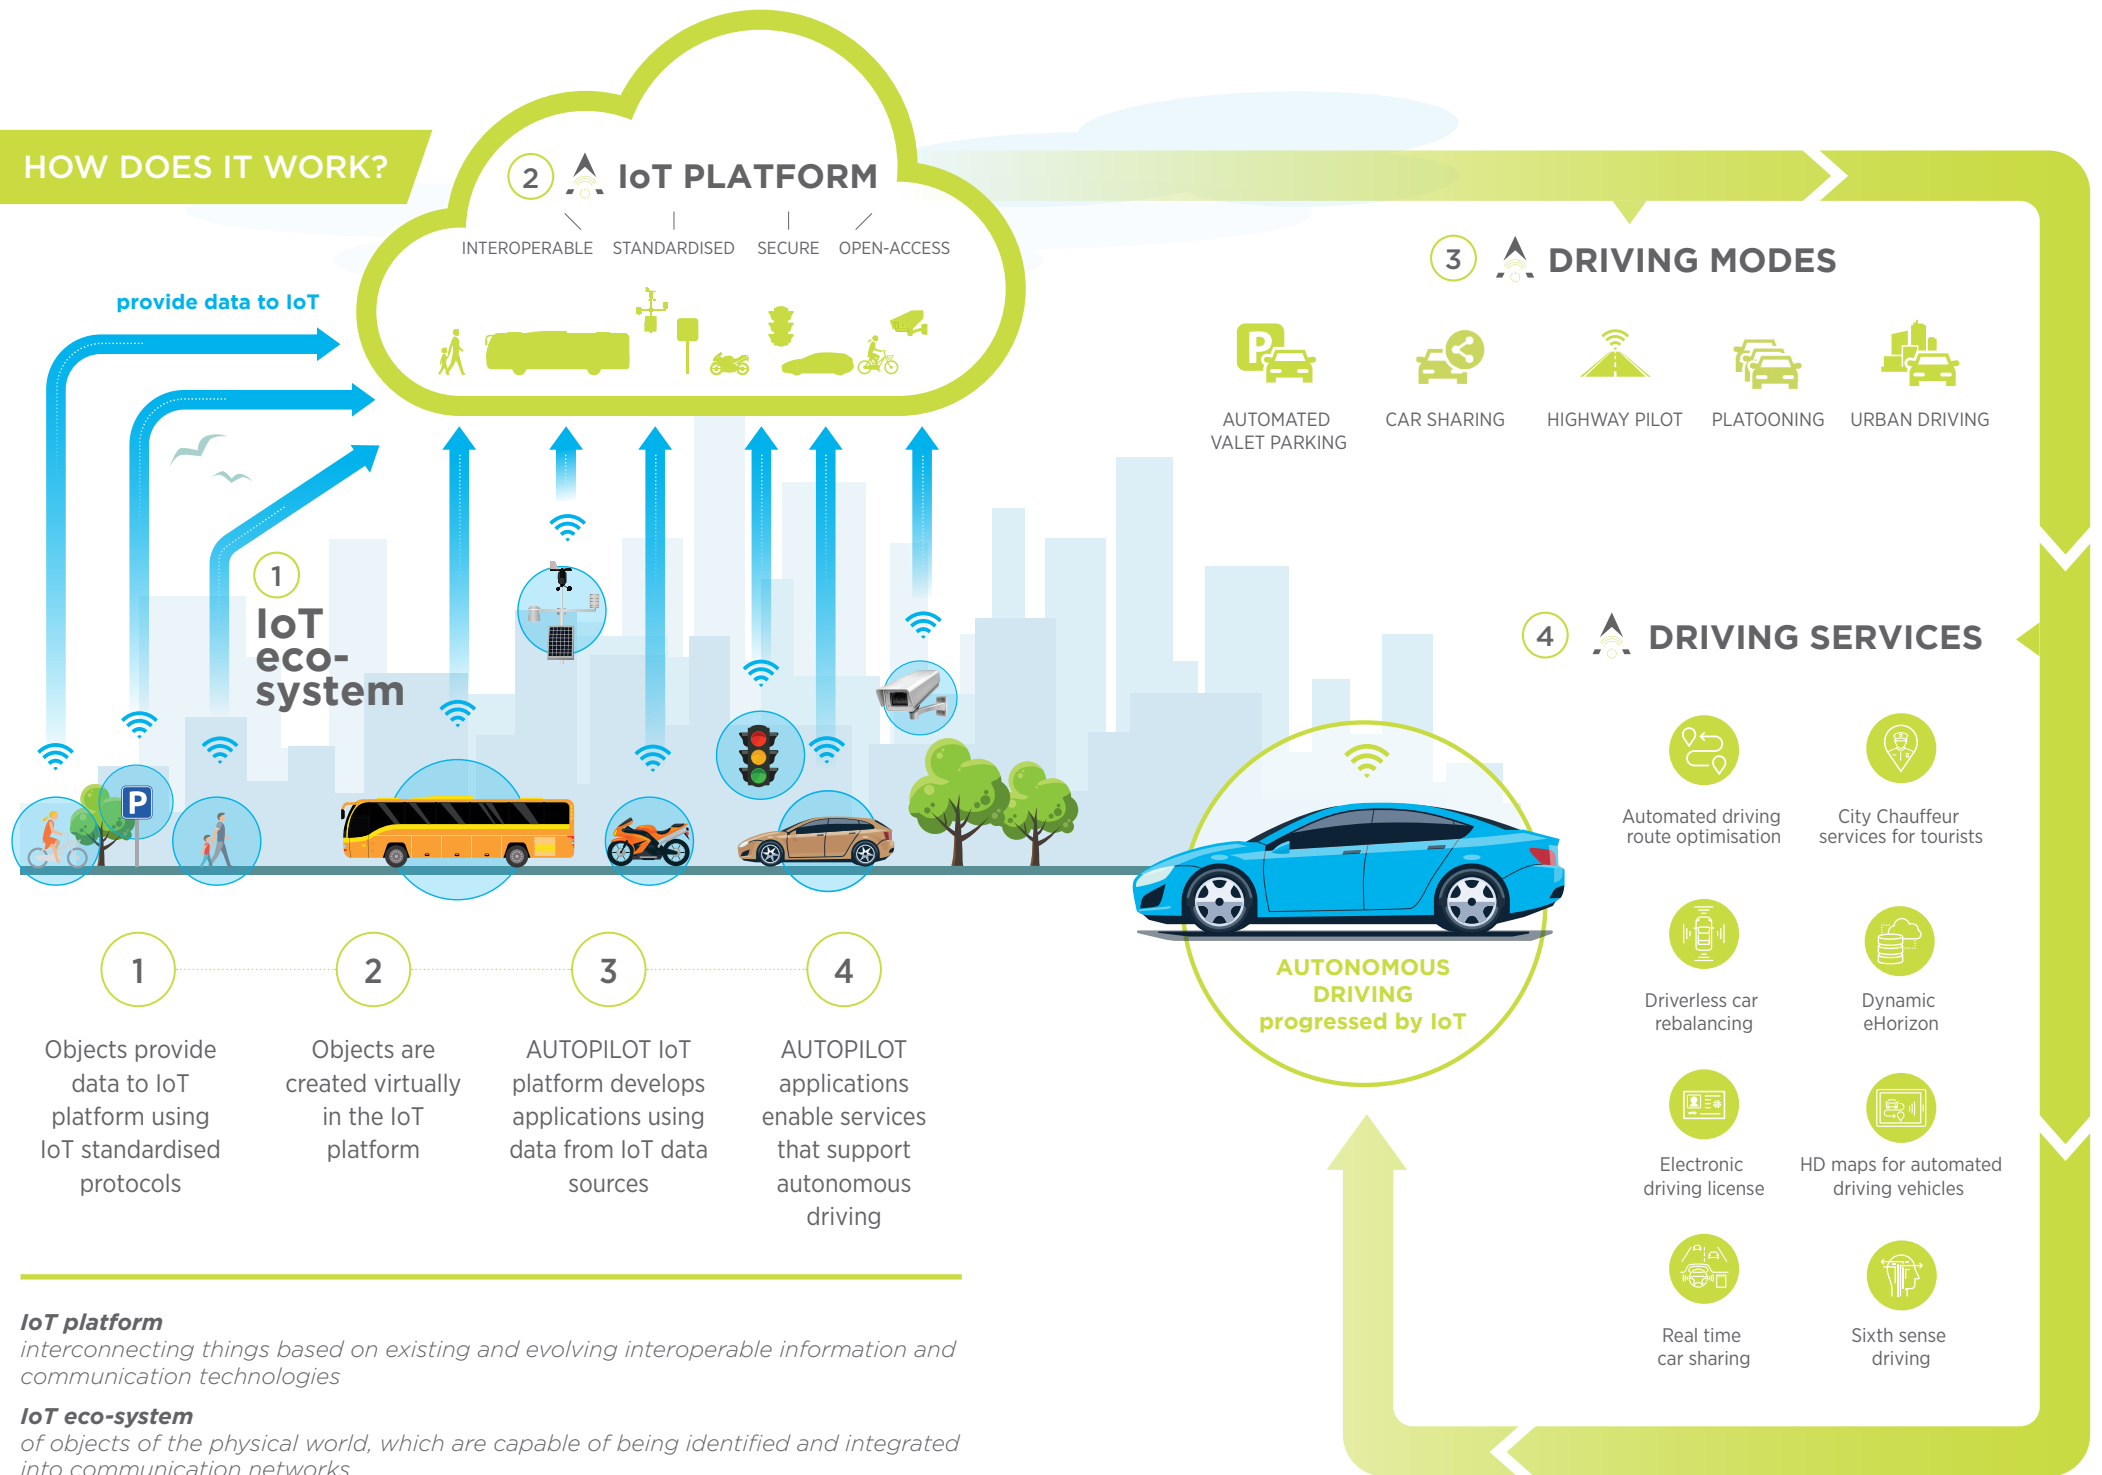 HOW DOES IT WORK?
2 IoT PLATFORM
INTEROPERABLE STANDARDISED SECURE OPEN-ACCESS
provide data to IoT
1
IoT
eco-
system
P
3 DRIVING MODES
P
AUTOMATED
VALET PARKING
CAR SHARING
HIGHWAY PILOT
PLATOONING
URBAN DRIVING
4 DRIVING SERVICES
Automated driving
route optimisation
City Chauffeur
services for tourists
Driverless car
rebalancing
Dynamic
eHorizon
Electronic
driving license
HD maps for automated
driving vehicles
Real time
car sharing
Sixth sense
driving
AUTONOMOUS
DRIVING
progressed by IoT
1
Objects provide
data to IoT
platform using
IoT standardised
protocols
2
Objects are
created virtually
in the IoT
platform
3
AUTOPILOT IoT
platform develops
applications using
data from IoT data
sources
4
AUTOPILOT
applications
enable services
that support
autonomous
driving
IoT platform
interconnecting things based on existing and evolving interoperable information and
communication technologies
IoT eco-system
of objects of the physical world, which are capable of being identified and integrated
into communication networks